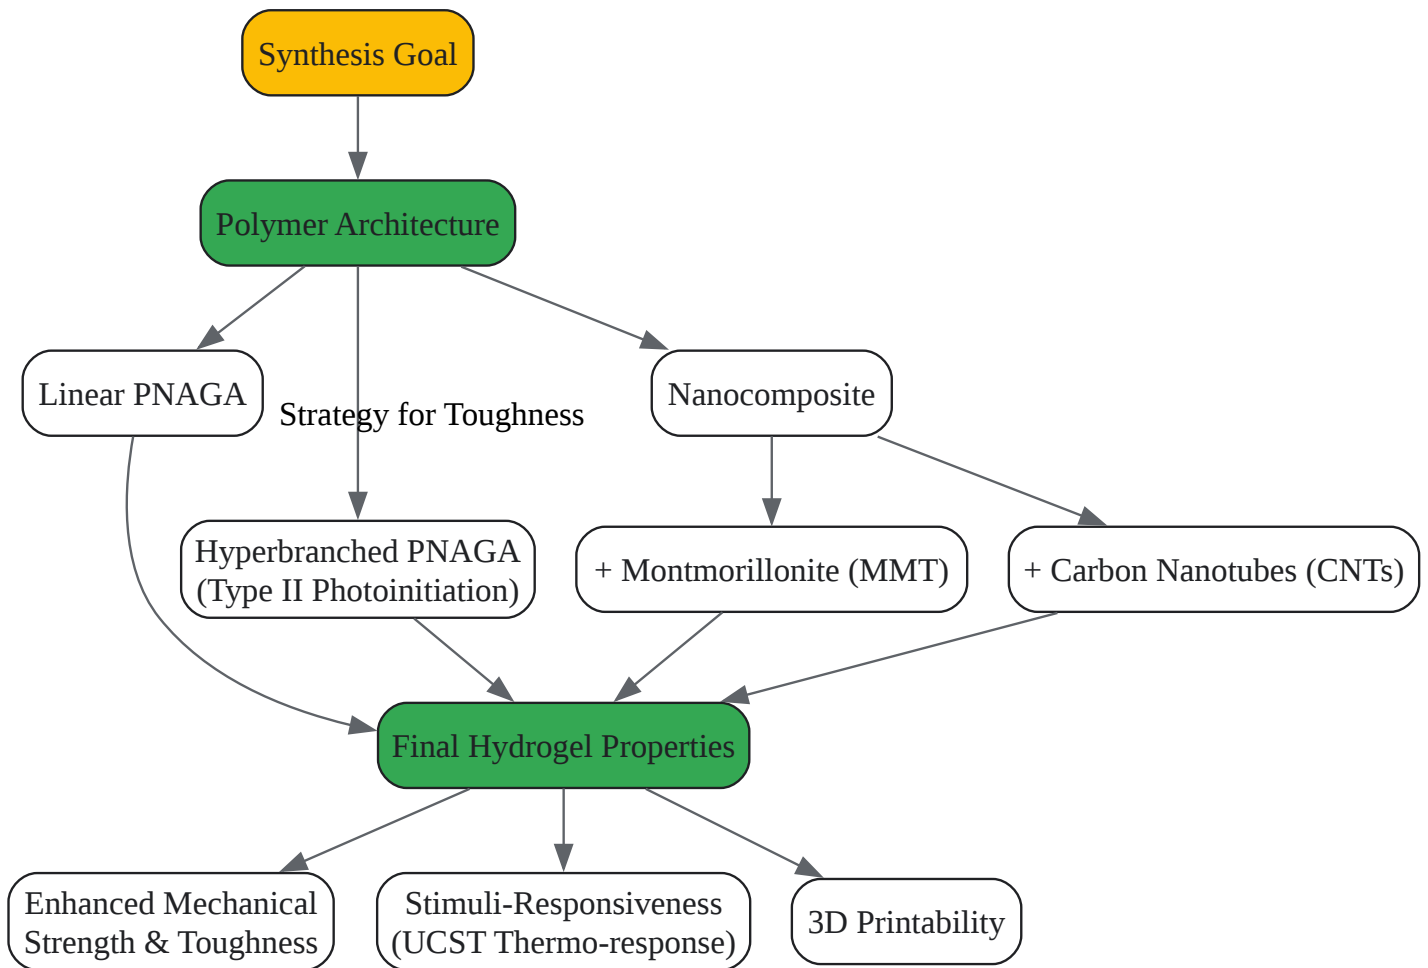 Synthesis Goal
Polymer Architecture
Linear PNAGA
Strategy for Toughness
Nanocomposite
Hyperbranched PNAGA
(Type II Photoinitiation)
+ Montmorillonite (MMT)
+ Carbon Nanotubes (CNTs)
Final Hydrogel Properties
Enhanced Mechanical
Strength & Toughness
Stimuli-Responsiveness
(UCST Thermo-response)
3D Printability